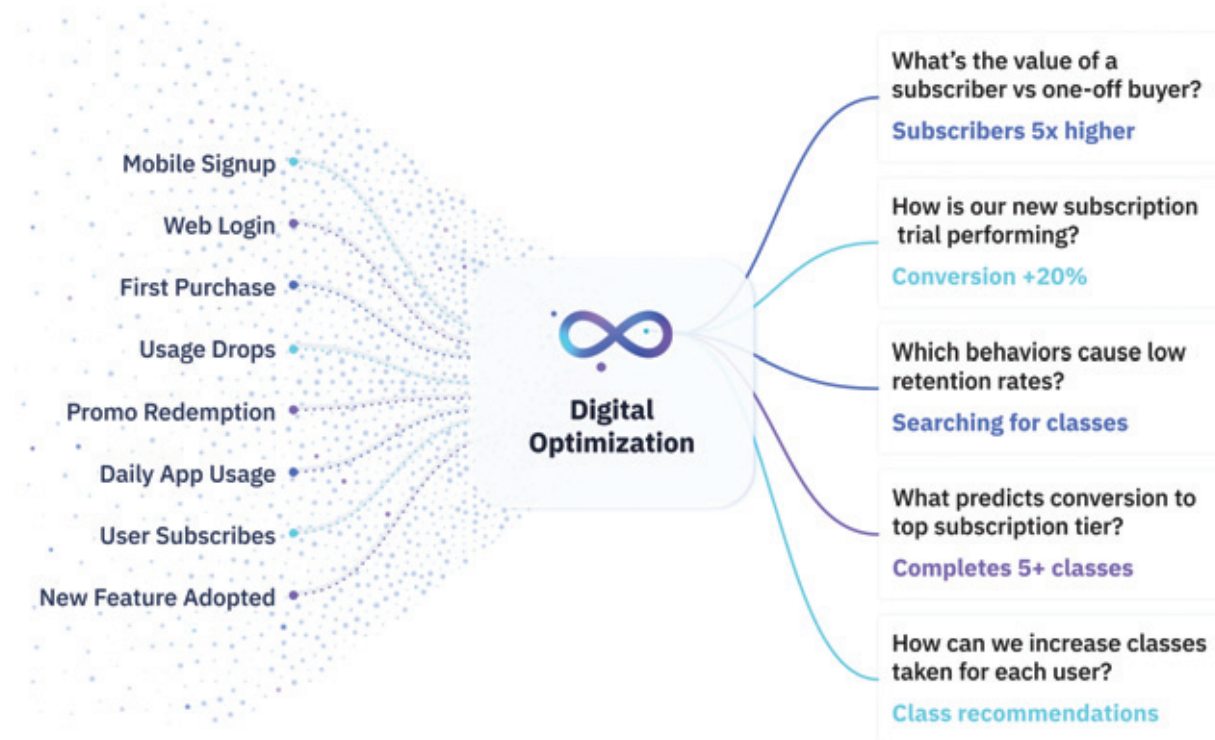 Mobile Signup
Web Login
First Purchase
Usage Drops
Promo Redemption
Daily App Usage
User Subscribes
New Feature Adopted
Digital
Optimization
What's the value of a
subscriber vs one-off buyer?
Subscribers 5x higher
How is our new subscription
trial performing?
Conversion +20%
Which behaviors cause low
retention rates?
Searching for classes
What predicts conversion to
top subscription tier?
Completes 5+ classes
How can we increase classes
taken for each user?
Class recommendations